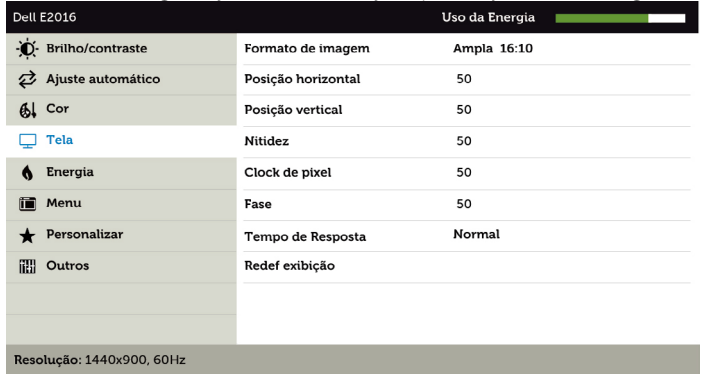 Dell E2016 Uso da Energia
Brilho/contraste Formato de imagem Ampla 16:10
Ajuste automático Posição horizontal 50
Cor Posição vertical 50
Tela Nitidez 50
Energia Clock de pixel 50
Menu Fase 50
Personalizar Tempo de Resposta Normal
Outros Redef exibição
Resolução: 1440x900, 60Hz